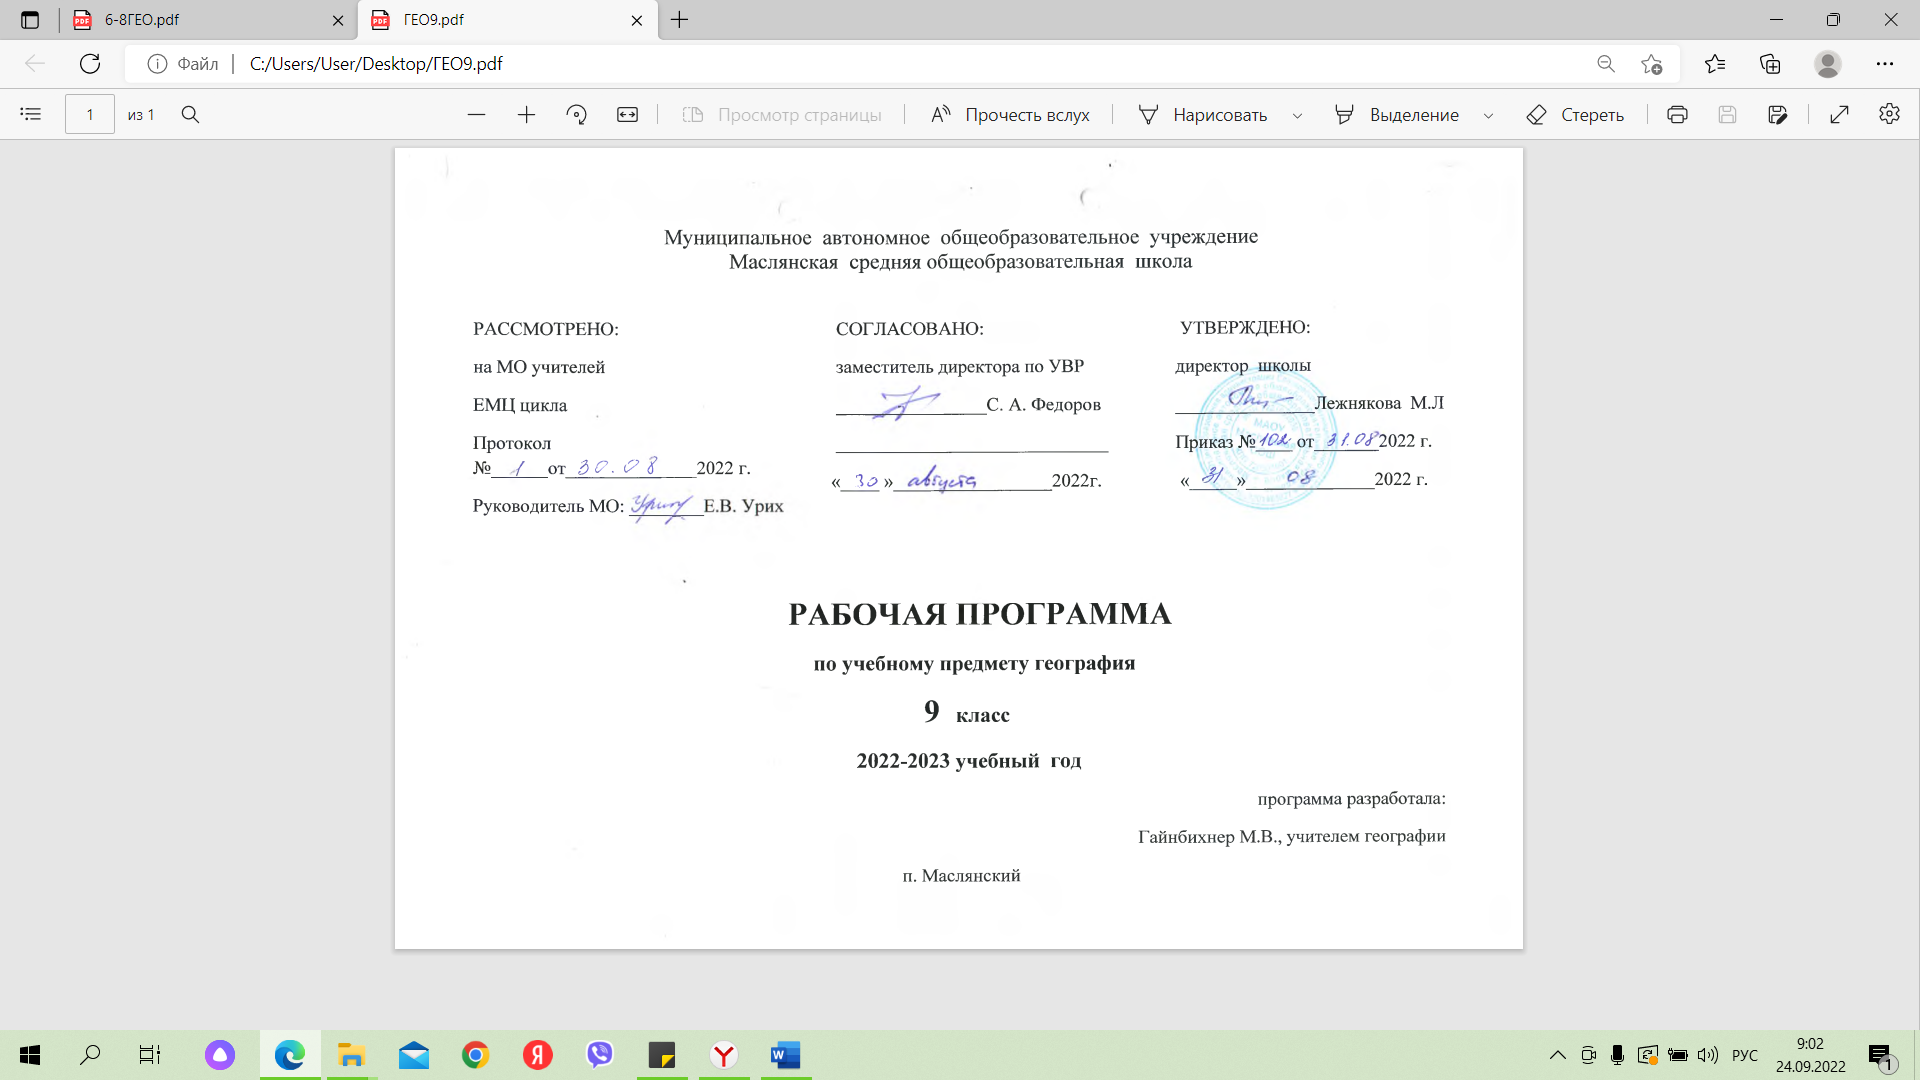 6-8ГЕО.pdf
ГЕО9.pdf
Файл C:/Users/User/Desktop/ГЕО9.pdf
1 из 1 Просмотр страницы Прочесть вслух Нарисовать Выделение Стереть
Муниципальное автономное общеобразовательное учреждение
Маслянская средняя общеобразовательная школа
РАССМОТРЕНО:
на МО учителей
ЕМЦ цикла
Протокол
№ 1 от 30.08 2022 г.
Руководитель МО: Урих Е.В. Урих
СОГЛАСОВАНО:
заместитель директора по УВР
С. А. Федоров
« 30 » августа 2022г.
УТВЕРЖДЕНО:
директор школы
Лежнякова М.Л
Приказ № 102 от 31.08 2022 г.
« 31 » 08 2022 г.
МАОУ
РАБОЧАЯ ПРОГРАММА
по учебному предмету география
9 класс
2022-2023 учебный год
программа разработала:
Гайнбихнер М.В., учителем географии
п. Маслянский
РУС
9:02
24.09.2022
1